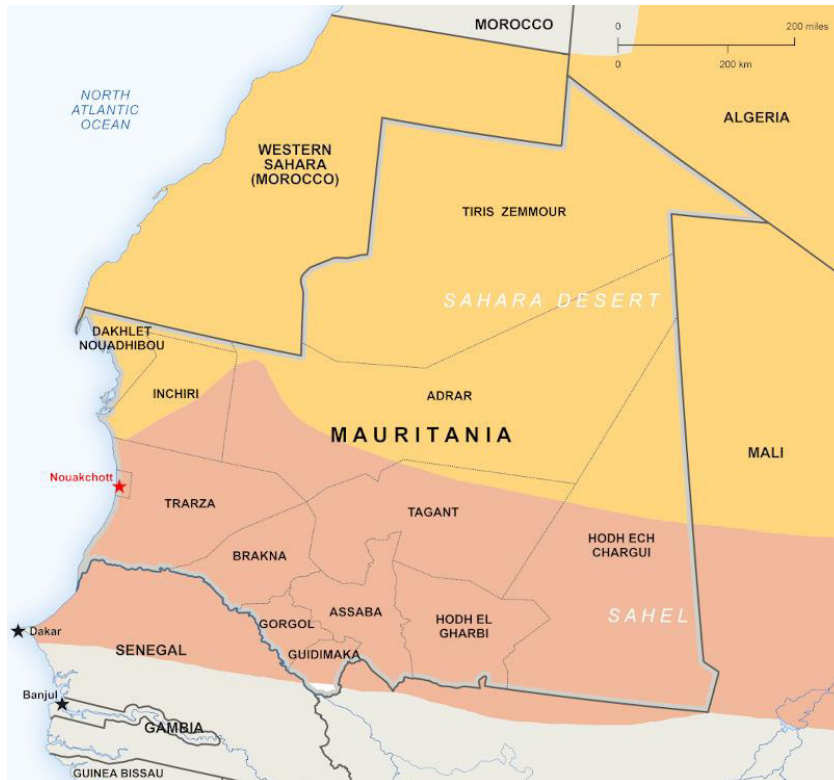 MOROCCO
0
200 miles
0
200 km
NORTH
ATLANTIC
OCEAN
ALGERIA
WESTERN
SAHARA
(MOROCCO)
TIRIS ZEMMOUR
SAHARA DESERT
DAKHLET
NOUADHIBOU
INCHIRI
ADRAR
MAURITANIA
MALI
Nouakchott
TRARZA
TAGANT
HODH ECH
CHARGUI
BRAKNA
ASSABA
HODH EL
GHARBI
SAHEL
GORGOL
GUIDIMAKA
Dakar
SENEGAL
Banjul
GAMBIA
GUINEA BISSAU